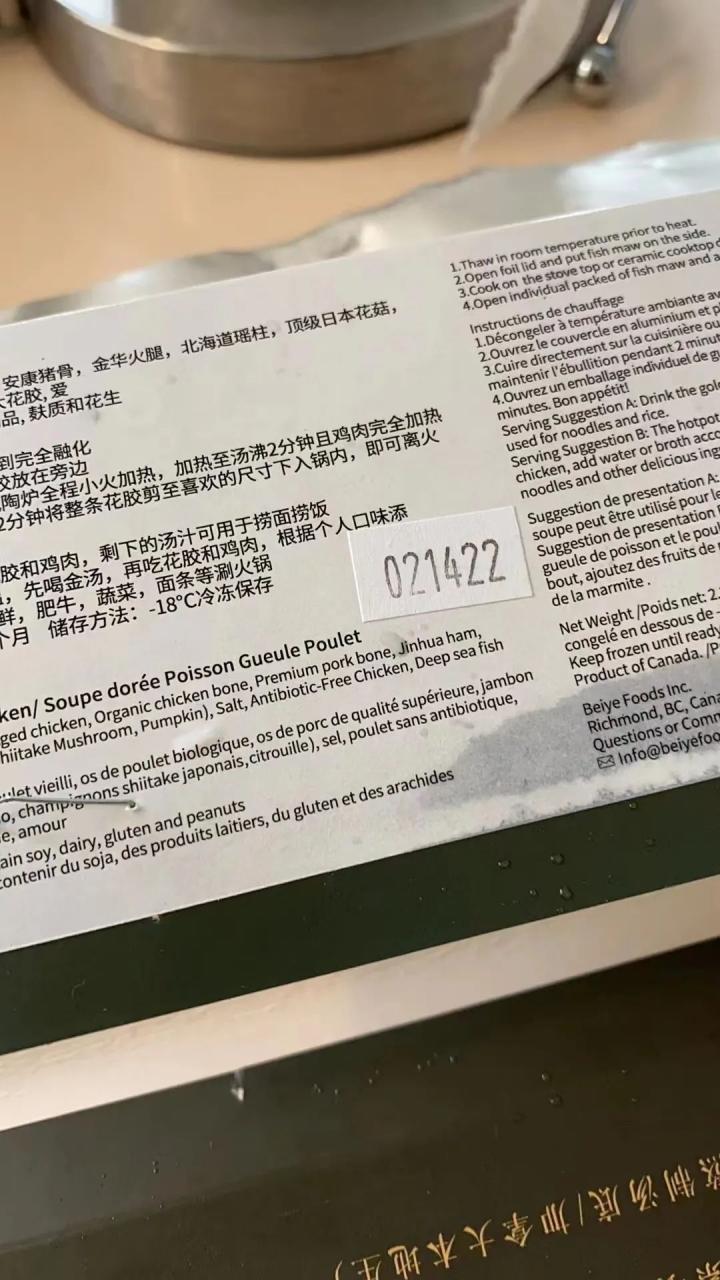 安康猪骨，金华火腿，北海道瑶柱，顶级日本花菇，
花胶,爱
品, 麸质和花生
到完全融化
胶放在旁边
陶炉全程小火加热，加热至汤沸2分钟且鸡肉完全加热
2分钟将整条花胶剪至喜欢的尺寸下入锅内，即可离火
胶和鸡肉，剩下的汤汁可用于捞面捞饭
，先喝金汤，再吃花胶和鸡肉，根据个人口味添
鲜，肥牛，蔬菜，面条等涮火锅
个月 储存方法：-18°C冷冻保存
ken/ Soupe dorée Poisson Gueule Poulet
ged chicken, Organic chicken bone, Premium pork bone, Jinhua ham,
hiitake Mushroom, Pumpkin), Salt, Antibiotic-Free Chicken, Deep sea fish
ulet vieilli, os de poulet biologique, os de porc de qualité supérieure, jambon
o, champignons shiitake japonais,citrouille), sel, poulet sans antibiotique,
e, amour
ain soy, dairy, gluten and peanuts
contenir du soja, des produits laitiers, du gluten et des arachides
021422
1.Thaw in room temperature prior to heat.
2.Open foil lid and put fish maw on the side.
3.Cook on the stove top or ceramic cooktop
4.Open individual packed of fish maw and
Instructions de chauffage
1.Décongeler à température ambiante
2.Ouvrez le couvercle en aluminium et
3.Cuire directement sur la cuisinière ou
maintenir l'ébullition pendant 2
4.Ouvrez un emballage individuel de
minutes. Bon appétit!
Serving Suggestion A: Drink the
used for noodles and rice.
Serving Suggestion B: The hotpot
chicken, add water or broth
noodles and other delicious
Suggestion de présentation A:
soupe peut être utilisé pour
Suggestion de presentation
gueule de poisson et le
bout, ajoutez des fruits de
de la marmite .
Net Weight /Poids net: 2.
congelé en dessous de -
Keep frozen until ready
Product of Canada. /P
Beiye Foods Inc.
Richmond, BC,
Questions or
Info@beiyefoo
制汤底/加拿大本地生